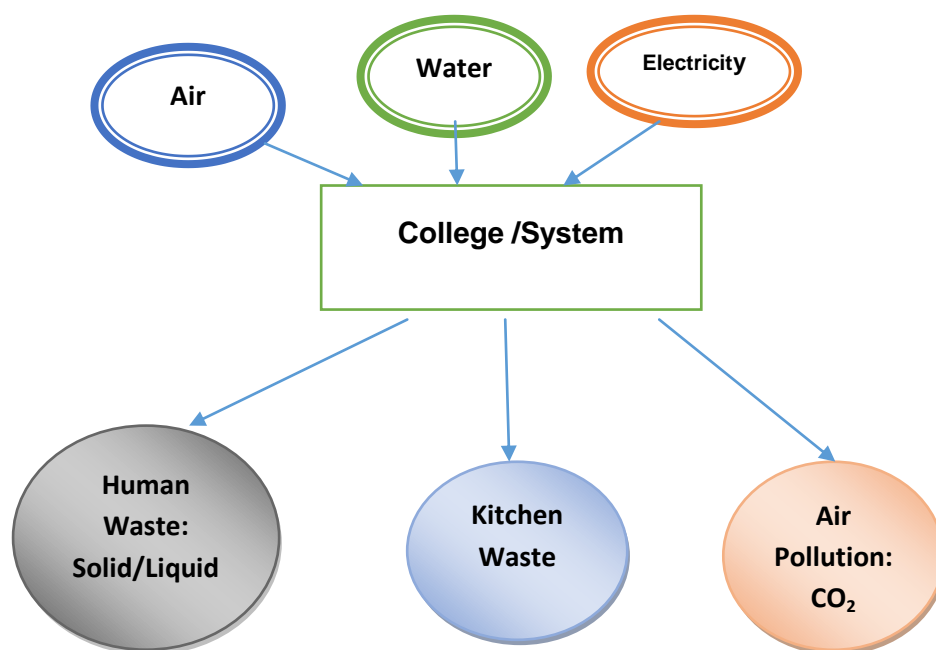 Air
Water
Electricity
College /System
Human
Waste:
Solid/Liquid
Kitchen
Waste
Air
Pollution:
CO₂